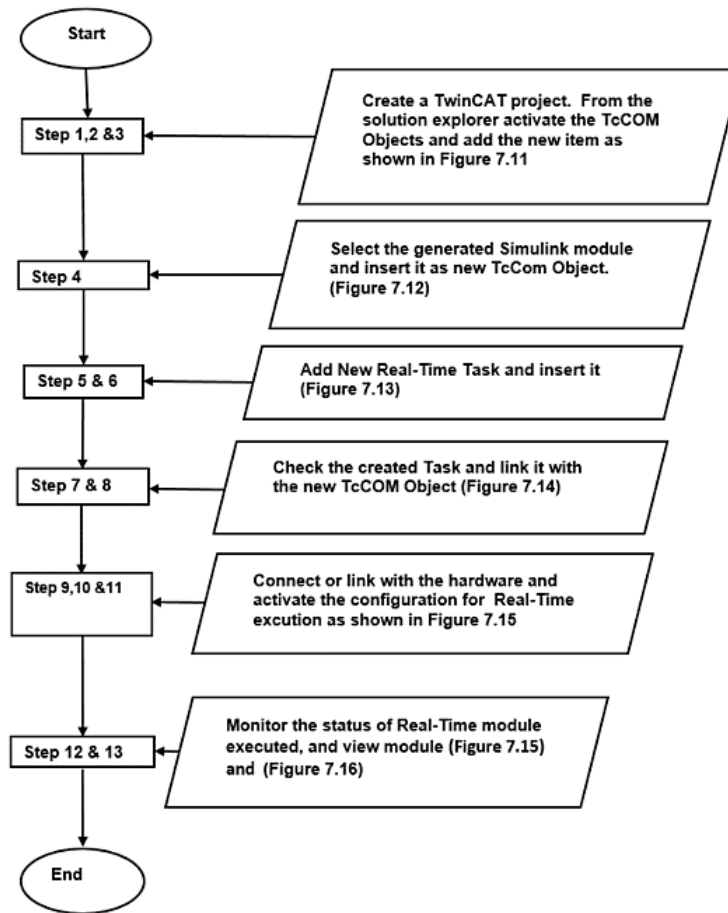 Start
Step 1,2 &3
Create a TwinCAT project. From the
solution explorer activate the TcCOM
Objects and add the new item as
shown in Figure 7.11
Step 4
Select the generated Simulink module
and insert it as new TcCom Object.
(Figure 7.12)
Step 5 & 6
Add New Real-Time Task and insert it
(Figure 7.13)
Step 7 & 8
Check the created Task and link it with
the new TcCOM Object (Figure 7.14)
Step 9,10 &11
Connect or link with the hardware and
activate the configuration for Real-Time
excution as shown in Figure 7.15
Step 12 & 13
Monitor the status of Real-Time module
executed, and view module (Figure 7.15)
and (Figure 7.16)
End